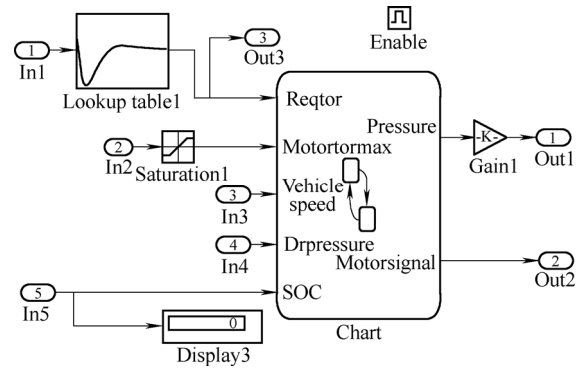 3
Out3
Enable
1
In1
Lookup table1
Reqtor
Pressure
-K-
Gain1
1
Out1
2
In2
Saturation1
Motortormax
3
In3
Vehicle
speed
4
In4
Drpressure
Motorsignal
2
Out2
5
In5
SOC
0
Display3
Chart